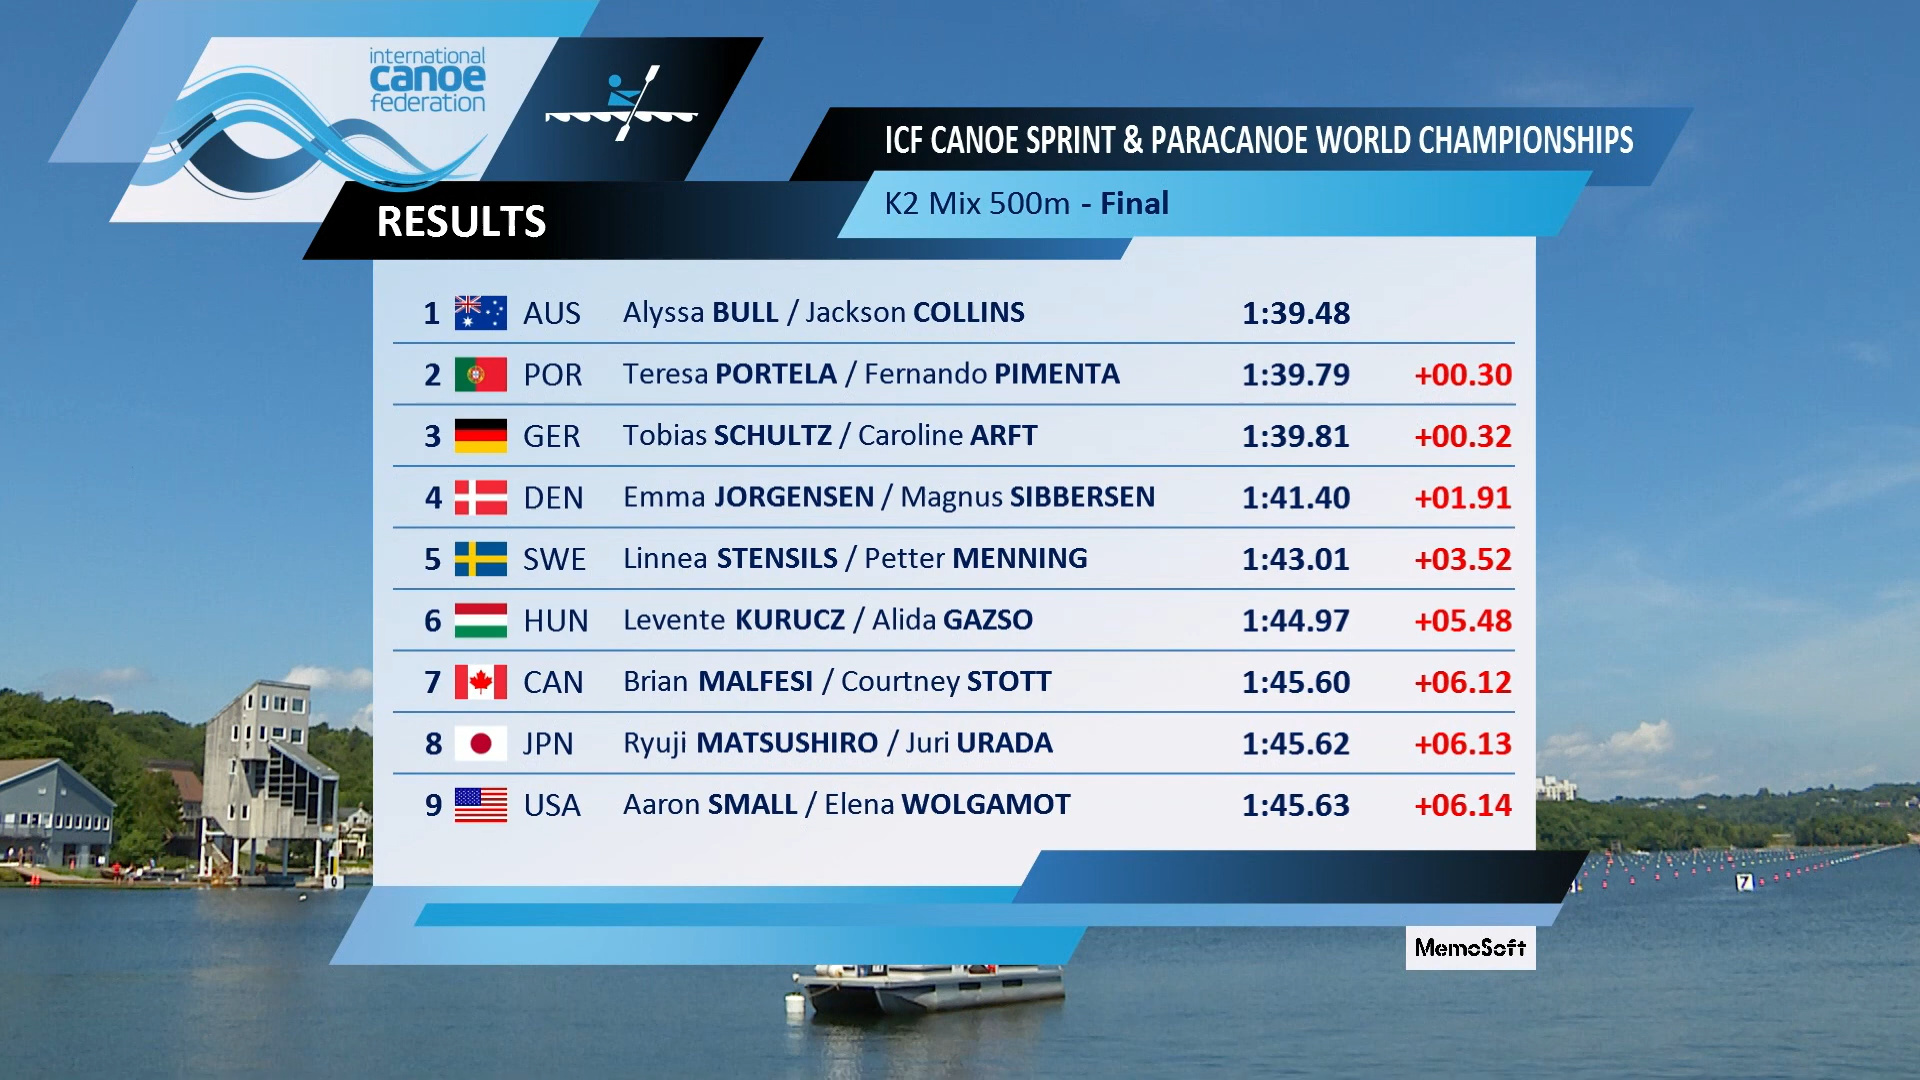 international
canoe
federation
ICF CANOE SPRINT & PARACANOE WORLD CHAMPIONSHIPS
K2 Mix 500m - Final
RESULTS
1 AUS Alyssa BULL / Jackson COLLINS 1:39.48
2 POR Teresa PORTELA / Fernando PIMENTA 1:39.79 +00.30
3 GER Tobias SCHULTZ / Caroline ARFT 1:39.81 +00.32
4 DEN Emma JORGENSEN / Magnus SIBBERSEN 1:41.40 +01.91
5 SWE Linnea STENSILS / Petter MENNING 1:43.01 +03.52
6 HUN Levente KURUCZ / Alida GAZSO 1:44.97 +05.48
7 CAN Brian MALFESI / Courtney STOTT 1:45.60 +06.12
8 JPN Ryuji MATSUSHIRO / Juri URADA 1:45.62 +06.13
9 USA Aaron SMALL / Elena WOLGAMOT 1:45.63 +06.14
0
7
MemoSoft